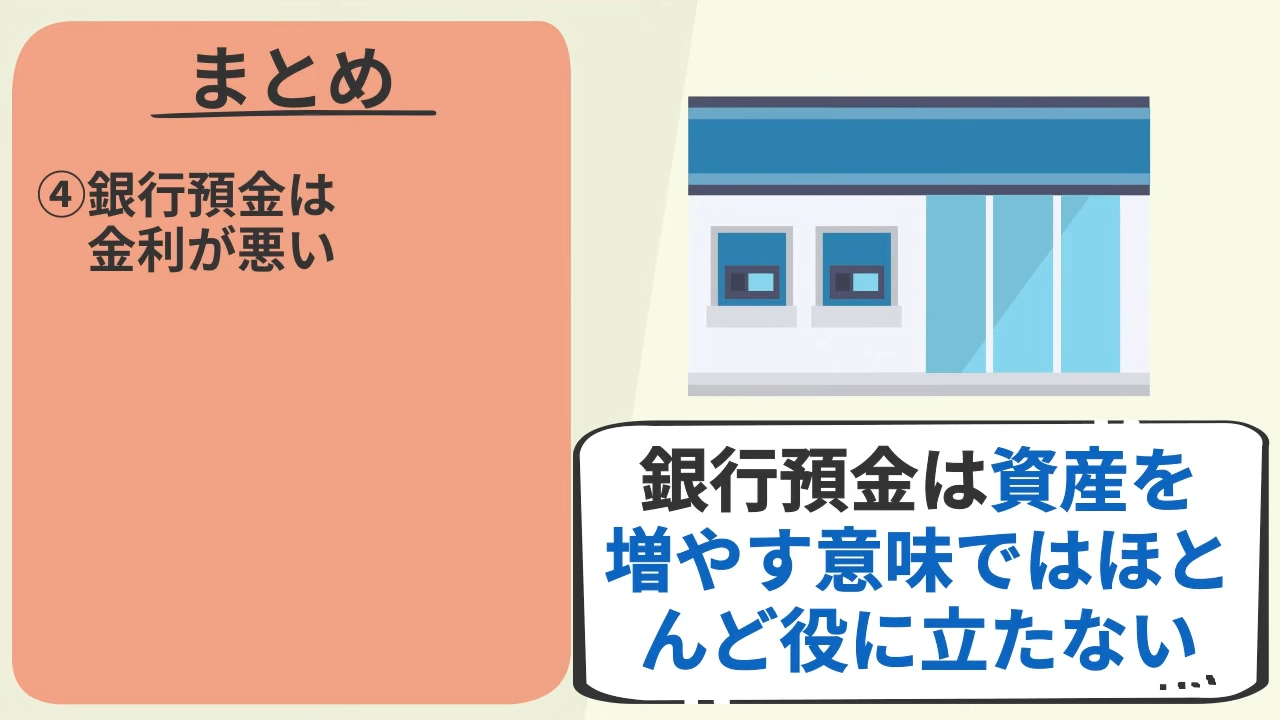 まとめ
④銀行預金は
金利が悪い
銀行預金は資産を
増やす意味ではほと
んど役に立たない